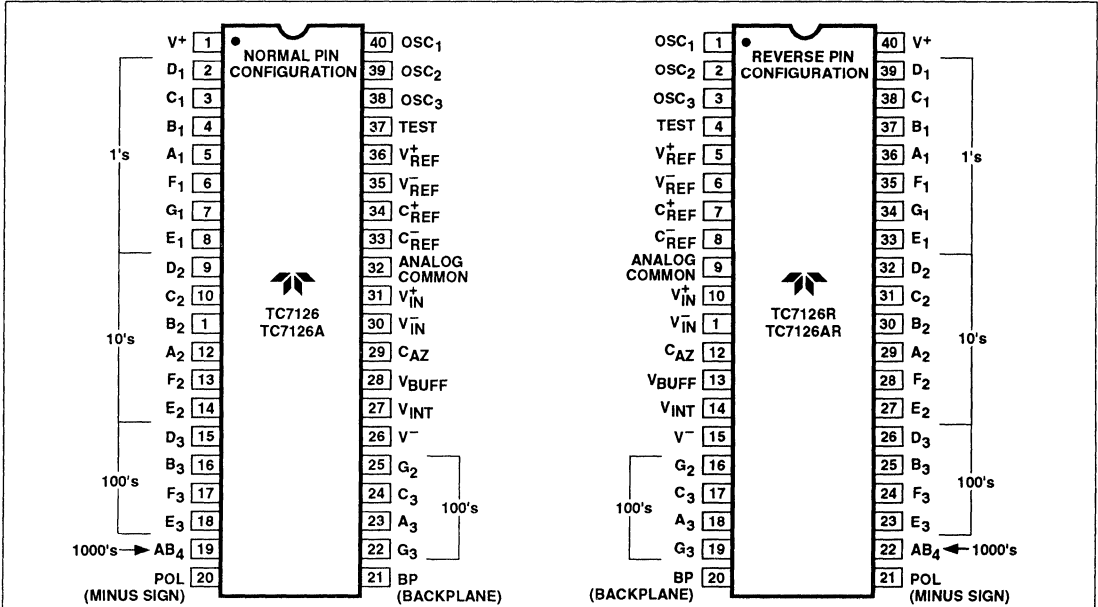 V+ 1 NORMAL PIN 40 OSC1
D1 2 CONFIGURATION 39 OSC2
C1 3 38 OSC3
B1 4 37 TEST
1's A1 5 36 V+REF
F1 6 35 V−REF
G1 7 34 C+REF
E1 8 33 C−REF
D2 9 32 ANALOG COMMON
C2 10 TC7126 31 V+IN
B2 1 TC7126A 30 V−IN
10's A2 12 29 CAZ
F2 13 28 VBUFF
E2 14 27 VINT
D3 15 26 V−
B3 16 25 G2
100's F3 17 24 C3 100's
E3 18 23 A3
1000's AB4 19 22 G3
POL 20 21 BP
(MINUS SIGN) (BACKPLANE)
OSC1 1 REVERSE PIN 40 V+
OSC2 2 CONFIGURATION 39 D1
OSC3 3 38 C1
TEST 4 37 B1
V+REF 5 36 A1 1's
V−REF 6 35 F1
C+REF 7 34 G1
C−REF 8 33 E1
ANALOG COMMON 9 32 D2
V+IN 10 TC7126R 31 C2
V−IN 1 TC7126AR 30 B2
CAZ 12 29 A2 10's
VBUFF 13 28 F2
VINT 14 27 E2
V− 15 26 D3
G2 16 25 B3
100's C3 17 24 F3 100's
A3 18 23 E3
G3 19 22 AB4 1000's
BP 20 21 POL
(BACKPLANE) (MINUS SIGN)